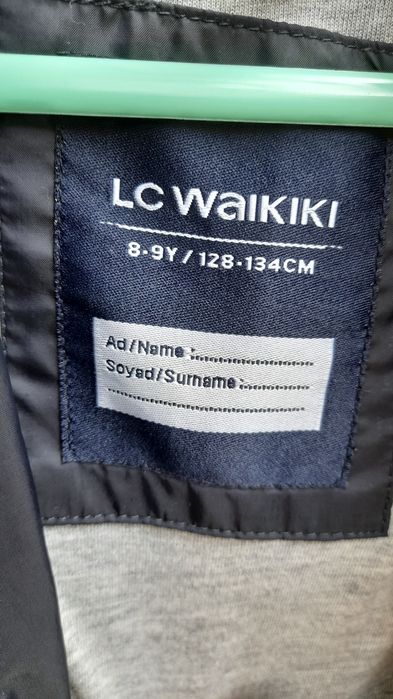 LC WAIKIKI
8-9Y / 128-134CM
Ad/Name :....................
Soyad/Surname :...............
..............................